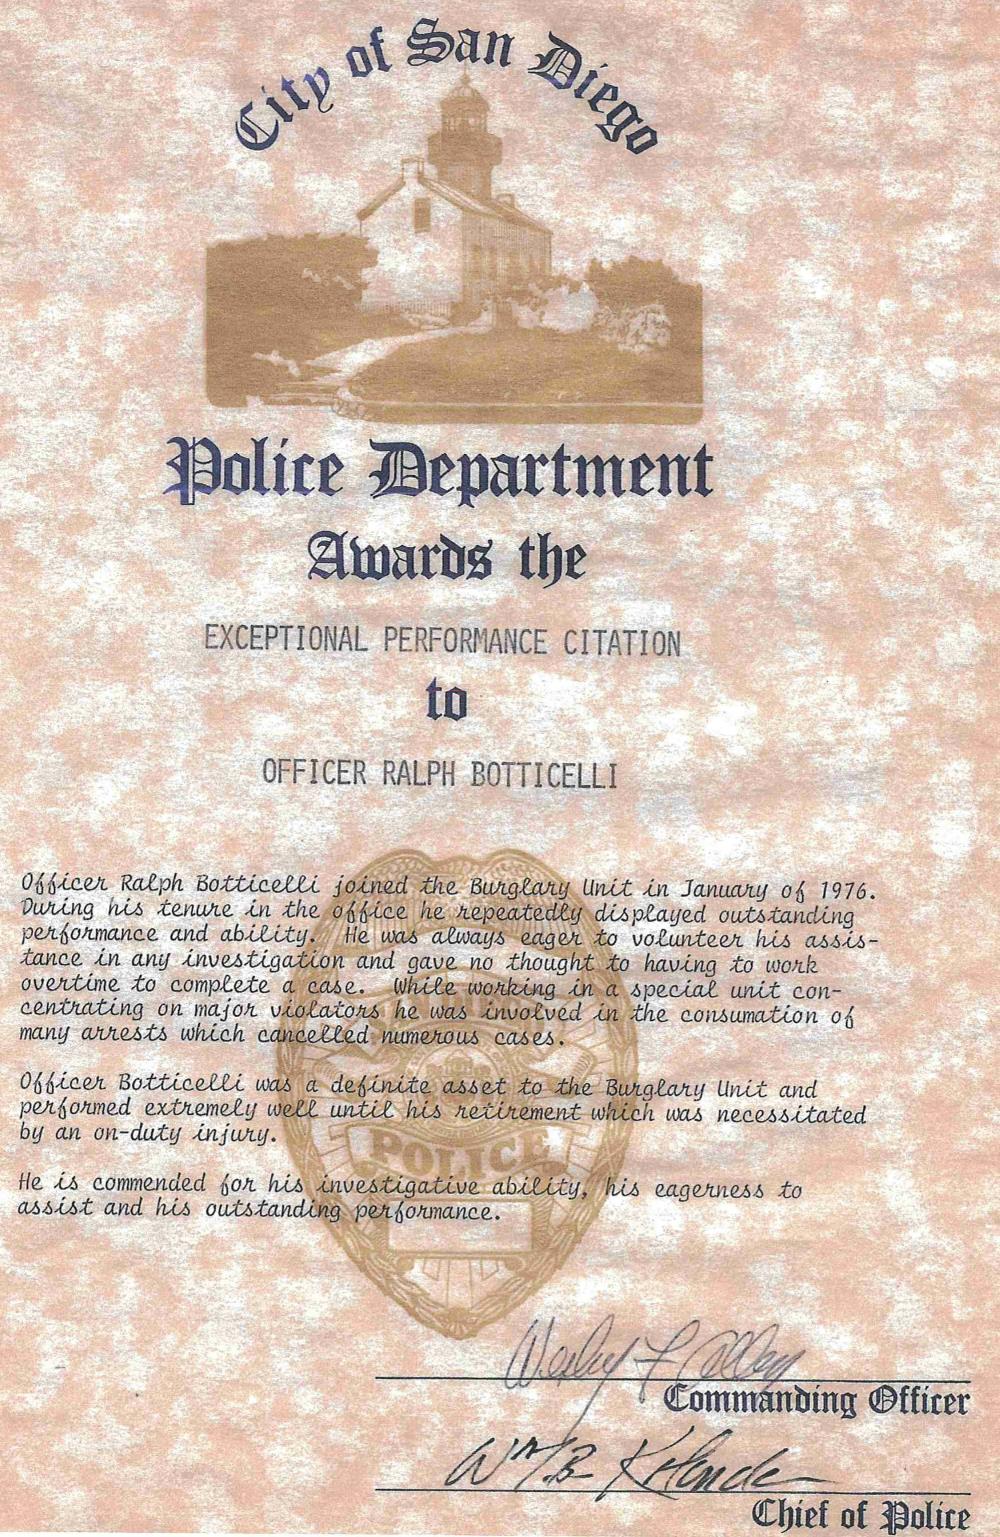 City of San Diego
Police Department
Awards the
EXCEPTIONAL PERFORMANCE CITATION
to
OFFICER RALPH BOTTICELLI
Officer Ralph Botticelli joined the Burglary Unit in January of 1976.
During his tenure in the office he repeatedly displayed outstanding
performance and ability. He was always eager to volunteer his assis-
tance in any investigation and gave no thought to having to work
overtime to complete a case. While working in a special unit con-
centrating on major violators he was involved in the consumation of
many arrests which cancelled numerous cases.
Officer Botticelli was a definite asset to the Burglary Unit and
performed extremely well until his retirement which was necessitated
by an on-duty injury.
POLICE
He is commended for his investigative ability, his eagerness to
assist and his outstanding performance.
Commanding Officer
Chief of Police